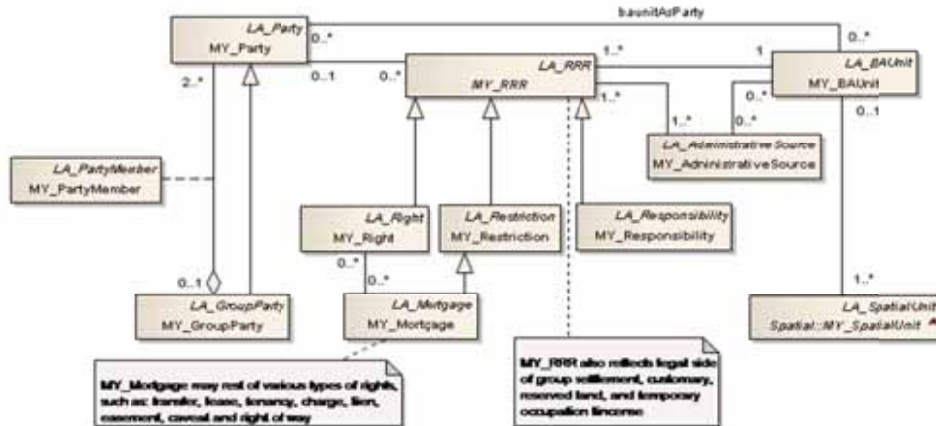 baunitAsParty
LA_Party
MY_Party
0..*
0..*
2..*
0..1
0..*
LA_RRR
MY_RRR
1..*
1
LA_BAUnit
MY_BAUnit
1..*
0..*
0..1
1..*
0..*
LA_AdministrativeSource
MY_AdninistrativeSource
LA_PartyMember
MY_PartyMember
LA_Right
MY_Right
LA_Restriction
MY_Restriction
LA_Responsibility
MY_Responsibility
0..*
0..*
0..1
1..*
LA_GroupParty
MY_GroupParty
LA_Mortgage
MY_Mortgage
LA_SpatialUnit
Spatial::MY_SpatialUnit
MY_Mortgage may rest of various types of rights,
such as: transfer, lease, tenancy, charge, lien,
easement, caveat and right of way
MY_RRR also reflects legal side
of group settlement, customary,
reserved land, and temporary
occupation lincense